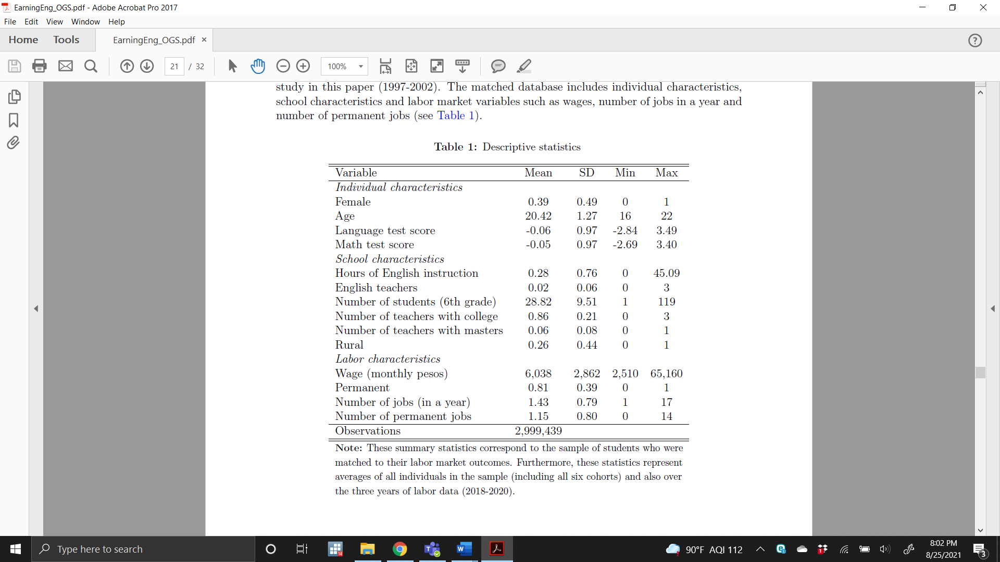 EarningEng_OGS.pdf - Adobe Acrobat Pro 2017
File Edit View Window Help
Home Tools EarningEng_OGS.pdf ×
21 / 32 100%
study in this paper (1997-2002). The matched database includes individual characteristics,
school characteristics and labor market variables such as wages, number of jobs in a year and
number of permanent jobs (see Table 1).
Table 1: Descriptive statistics
Variable Mean SD Min Max
Individual characteristics
Female 0.39 0.49 0 1
Age 20.42 1.27 16 22
Language test score -0.06 0.97 -2.84 3.49
Math test score -0.05 0.97 -2.69 3.40
School characteristics
Hours of English instruction 0.28 0.76 0 45.09
English teachers 0.02 0.06 0 3
Number of students (6th grade) 28.82 9.51 1 119
Number of teachers with college 0.86 0.21 0 3
Number of teachers with masters 0.06 0.08 0 1
Rural 0.26 0.44 0 1
Labor characteristics
Wage (monthly pesos) 6,038 2,862 2,510 65,160
Permanent 0.81 0.39 0 1
Number of jobs (in a year) 1.43 0.79 1 17
Number of permanent jobs 1.15 0.80 0 14
Observations 2,999,439
Note: These summary statistics correspond to the sample of students who were
matched to their labor market outcomes. Furthermore, these statistics represent
averages of all individuals in the sample (including all six cohorts) and also over
the three years of labor data (2018-2020).
Type here to search
14
W
90°F AQI 112
1
8:02 PM
8/25/2021
3